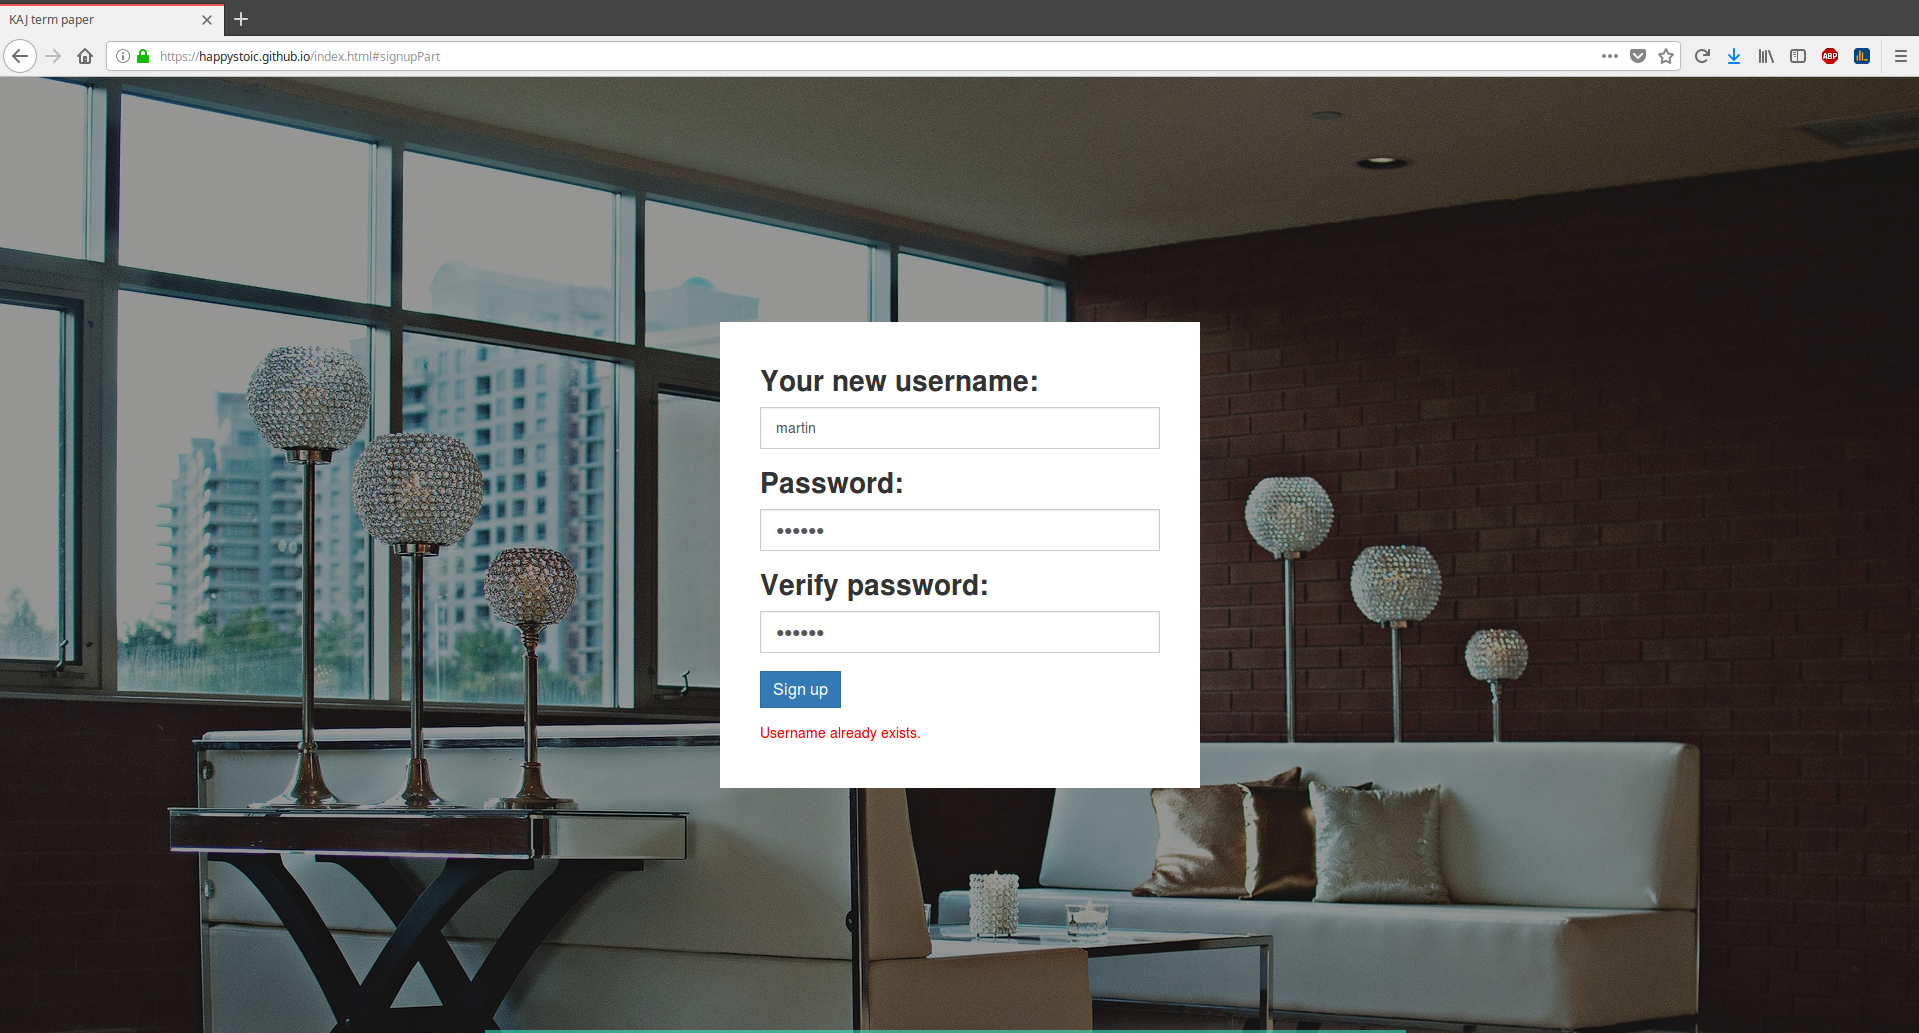 KAJ term paper
https://happystoic.github.io/index.html#signupPart
ABP
Your new username:
martin
Password:
••••••
Verify password:
••••••
Sign up
Username already exists.